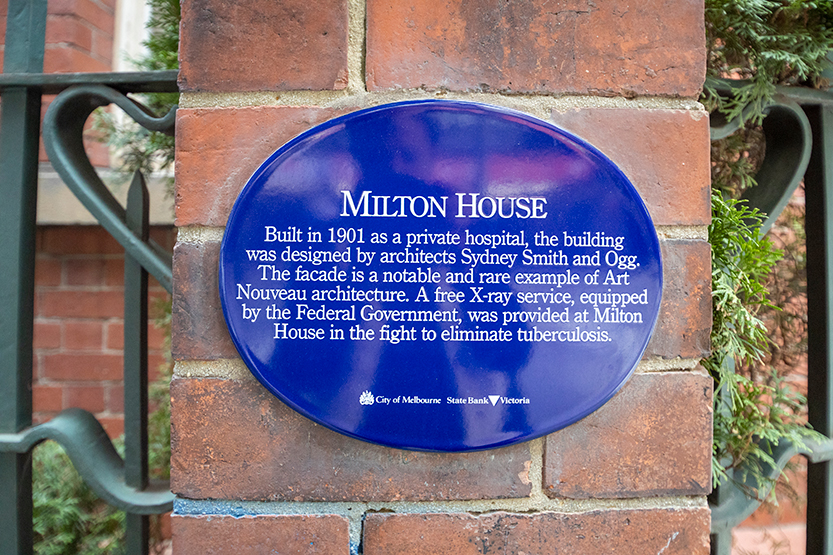 MILTON HOUSE
Built in 1901 as a private hospital, the building
was designed by architects Sydney Smith and Ogg.
The facade is a notable and rare example of Art
Nouveau architecture. A free X-ray service, equipped
by the Federal Government, was provided at Milton
House in the fight to eliminate tuberculosis.
City of Melbourne State Bank Victoria